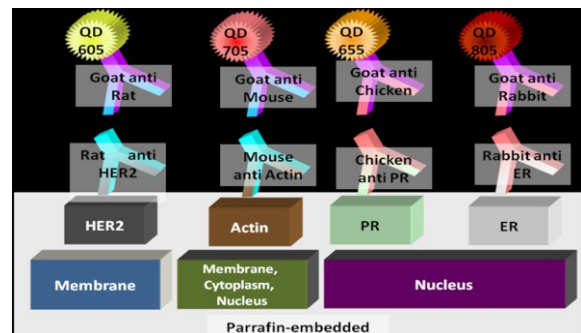 QD QD QD QD
605 705 655 805
Goat anti Goat anti Goat anti Goat anti
Rat Mouse Chicken Rabbit
Rat anti Mouse Chicken Rabbit anti
HER2 anti Actin anti PR ER
HER2 Actin PR ER
Membrane Membrane, Cytoplasm, Nucleus Nucleus
Parrafin-embedded